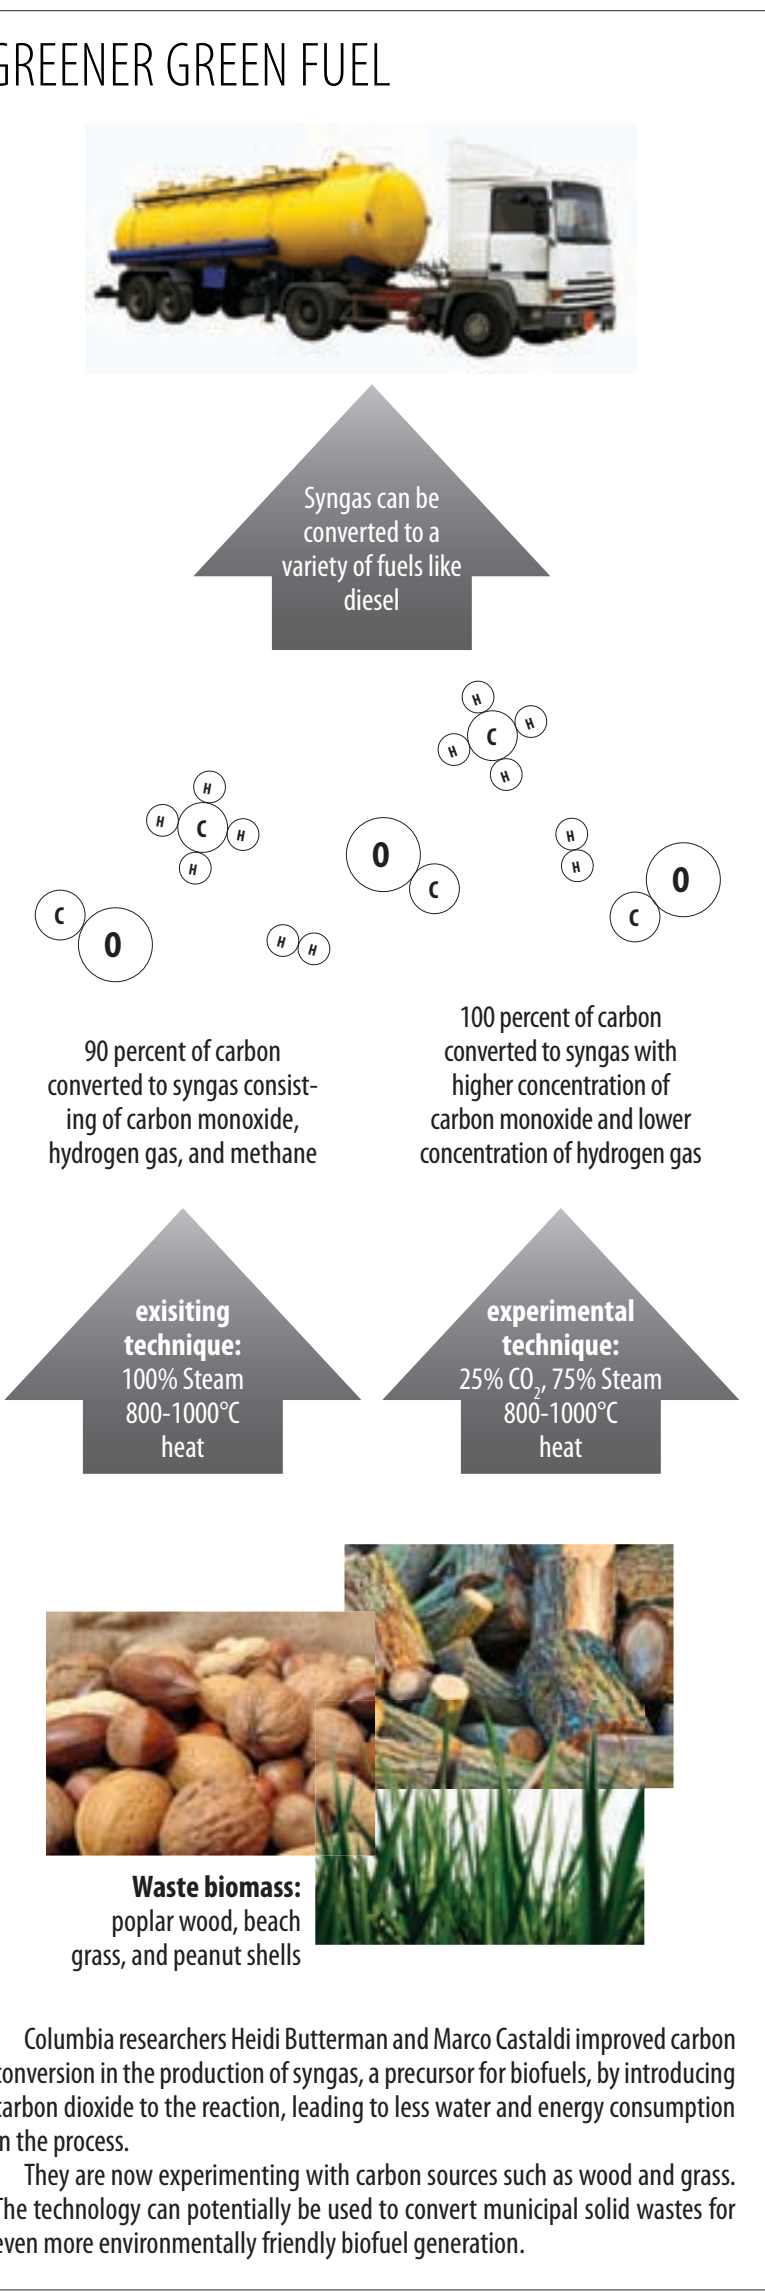 GREENER GREEN FUEL
Syngas can be
converted to a
variety of fuels like
diesel
H
H
C
H
H
H
H
C
H
H
O
C
H
H
O
C
C
O
H
H
90 percent of carbon
converted to syngas consist-
ing of carbon monoxide,
hydrogen gas, and methane
100 percent of carbon
converted to syngas with
higher concentration of
carbon monoxide and lower
concentration of hydrogen gas
exisiting
technique:
100% Steam
800-1000°C
heat
experimental
technique:
25% CO₂, 75% Steam
800-1000°C
heat
Waste biomass:
poplar wood, beach
grass, and peanut shells
Columbia researchers Heidi Butterman and Marco Castaldi improved carbon
conversion in the production of syngas, a precursor for biofuels, by introducing
carbon dioxide to the reaction, leading to less water and energy consumption
in the process.
They are now experimenting with carbon sources such as wood and grass.
The technology can potentially be used to convert municipal solid wastes for
even more environmentally friendly biofuel generation.